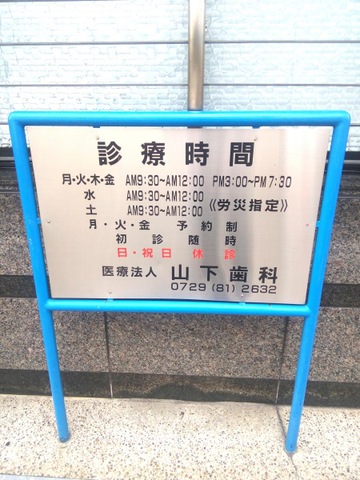 診療時間
月・火・木・金 AM9:30~AM12:00 PM3:00~PM7:30
水 AM9:30~AM12:00
土 AM9:30~AM12:00 《労災指定》
月・火・金 予約制
初診随時
日・祝日休診
医療法人 山下歯科
0729(81)2632